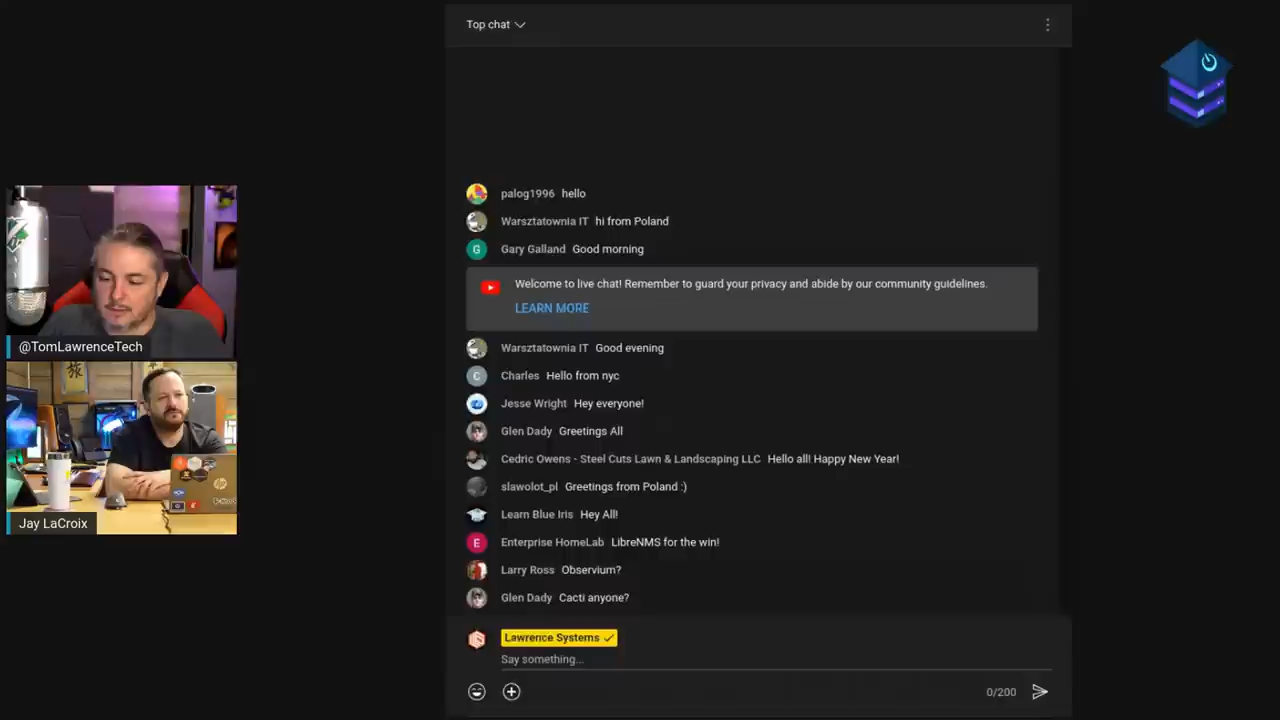 Top chat
palog1996 hello
Warsztatownia IT hi from Poland
G Gary Galland Good morning
Welcome to live chat! Remember to guard your privacy and abide by our community guidelines.
LEARN MORE
Warsztatownia IT Good evening
C Charles Hello from nyc
Jesse Wright Hey everyone!
Glen Dady Greetings All
Cedric Owens - Steel Cuts Lawn & Landscaping LLC Hello all! Happy New Year!
slawolot_pl Greetings from Poland :)
Learn Blue Iris Hey All!
E Enterprise HomeLab LibreNMS for the win!
Larry Ross Observium?
Glen Dady Cacti anyone?
Lawrence Systems
Say something...
0/200
@TomLawrenceTech
旅
hp
Jay LaCroix